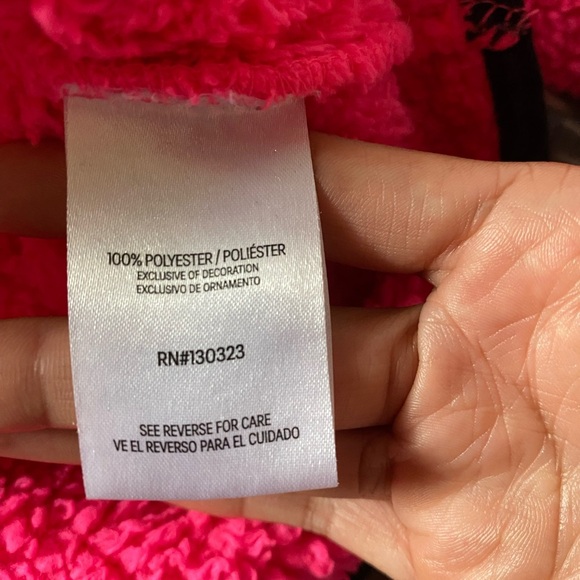 100% POLYESTER / POLIÉSTER
EXCLUSIVE OF DECORATION
EXCLUSIVO DE ORNAMENTO
RN#130323
SEE REVERSE FOR CARE
VE EL REVERSO PARA EL CUIDADO